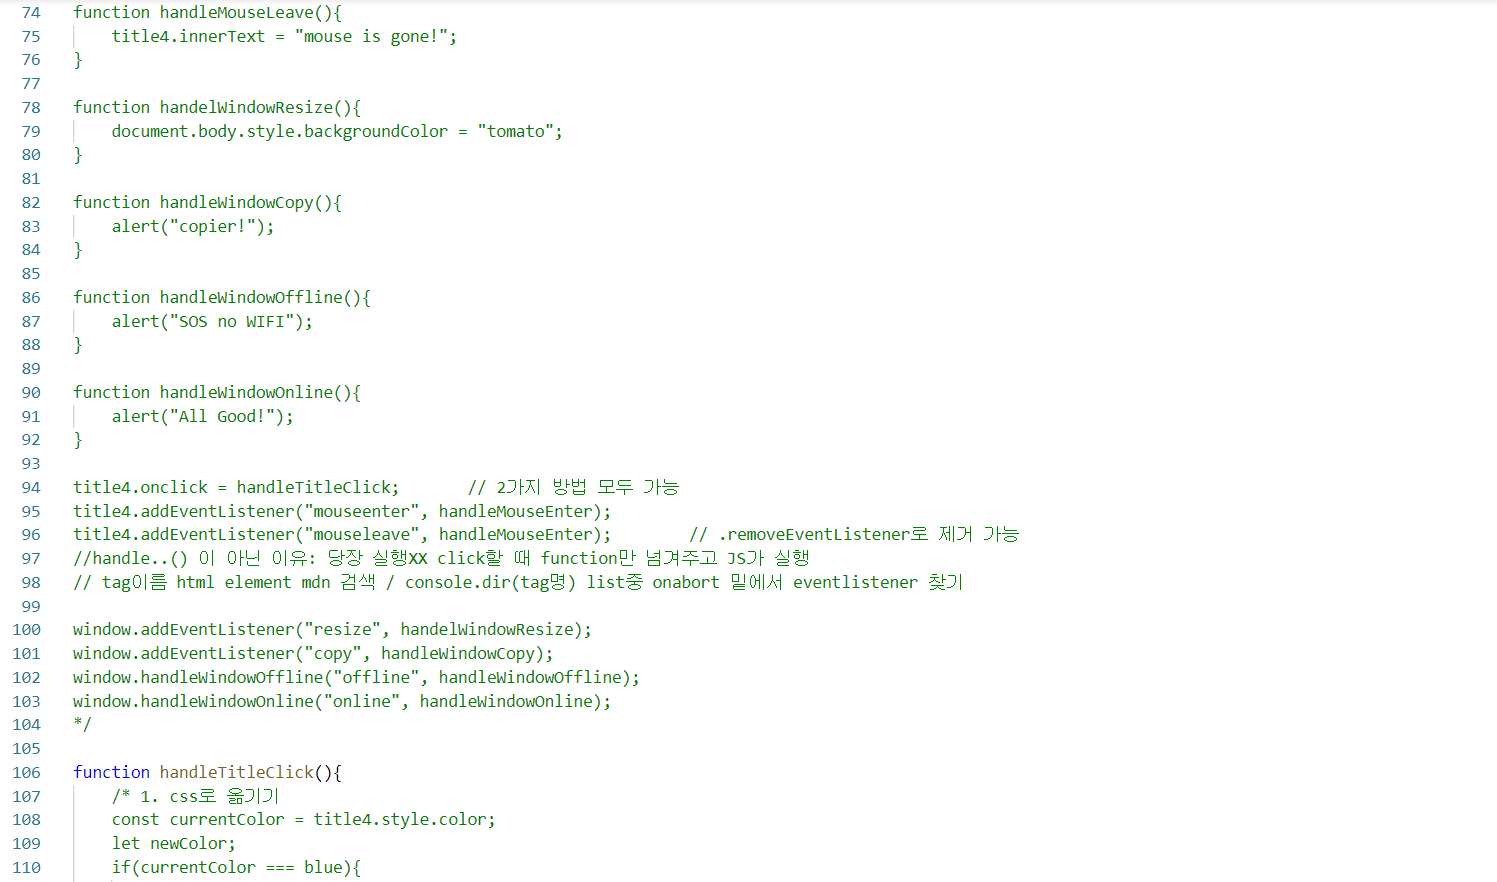 74 function handleMouseLeave(){
75 title4.innerText = "mouse is gone!";
76 }
77
78 function handelWindowResize(){
79 document.body.style.backgroundColor = "tomato";
80 }
81
82 function handleWindowCopy(){
83 alert("copier!");
84 }
85
86 function handleWindowOffline(){
87 alert("SOS no WIFI");
88 }
89
90 function handleWindowOnline(){
91 alert("All Good!");
92 }
93
94 title4.onclick = handleTitleClick; // 2가지 방법 모두 가능
95 title4.addEventListener("mouseenter", handleMouseEnter);
96 title4.addEventListener("mouseleave", handleMouseEnter); // .removeEventListener로 제거 가능
97 //handle..() 이 아닌 이유: 당장 실행XX click할 때 function만 넘겨주고 JS가 실행
98 // tag이름 html element mdn 검색 / console.dir(tag명) list중 onabort 밑에서 eventlistener 찾기
99
100 window.addEventListener("resize", handelWindowResize);
101 window.addEventListener("copy", handleWindowCopy);
102 window.handleWindowOffline("offline", handleWindowOffline);
103 window.handleWindowOnline("online", handleWindowOnline);
104 */
105
106 function handleTitleClick(){
107 /* 1. css로 옮기기
108 const currentColor = title4.style.color;
109 let newColor;
110 if(currentColor === blue){